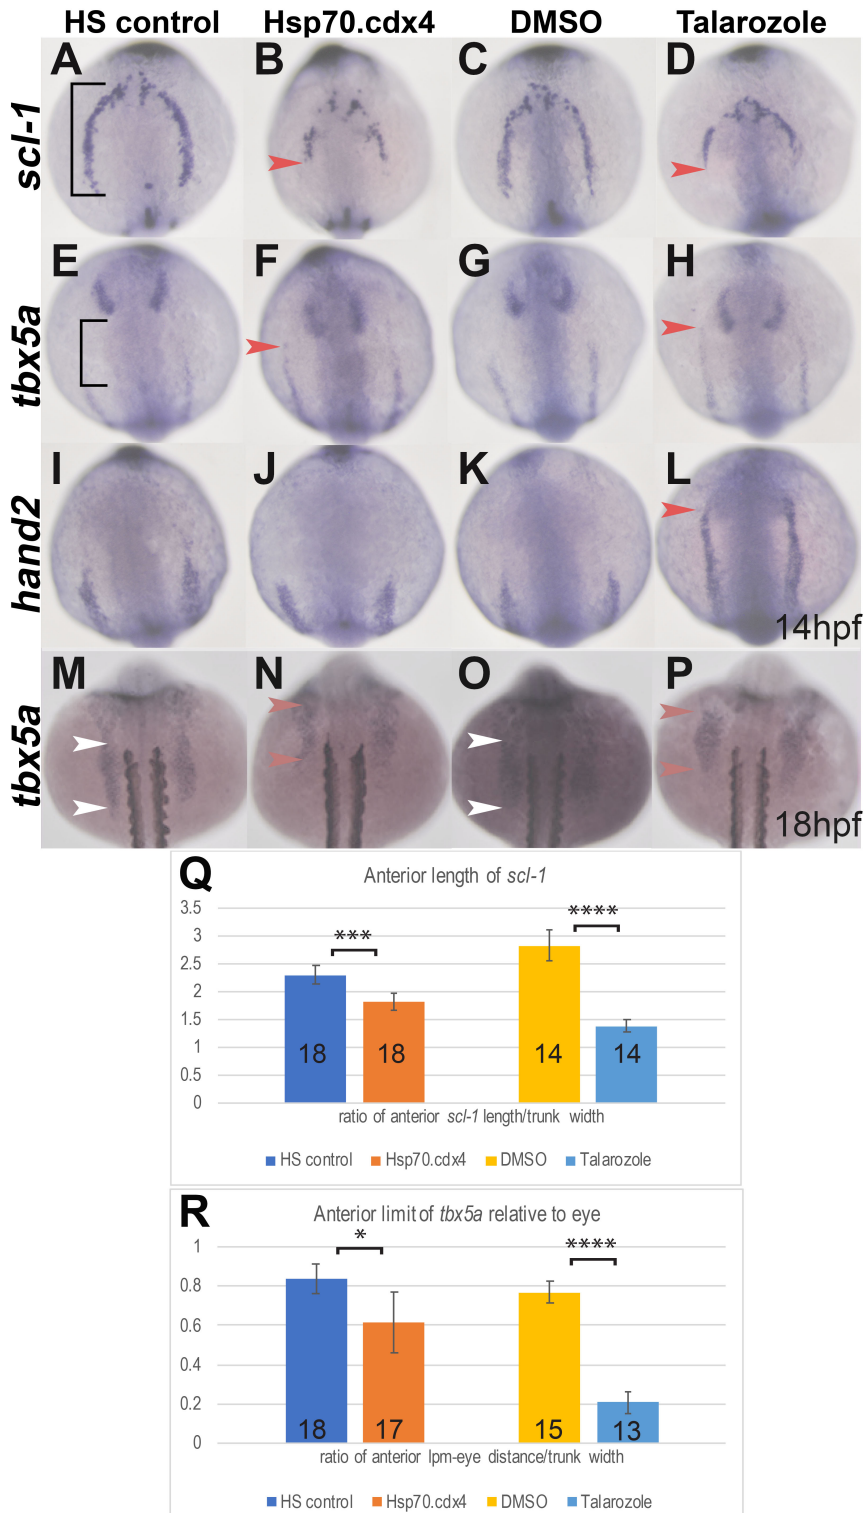 HS control Hsp70.cdx4 DMSO Talarozole
scl-1
A B C D
tbx5a
E F G H
hand2
I J K L
14hpf
tbx5a
M N O P
18hpf
Q
Anterior length of scl-1
3.5
3
2.5
2
1.5
1
0.5
0
***
****
18 18 14 14
ratio of anterior scl-1 length/trunk width
HS control Hsp70.cdx4 DMSO Talarozole
R
Anterior limit of tbx5a relative to eye
1
0.8
0.6
0.4
0.2
0
*
****
18 17 15 13
ratio of anterior lpm-eye distance/trunk width
HS control Hsp70.cdx4 DMSO Talarozole